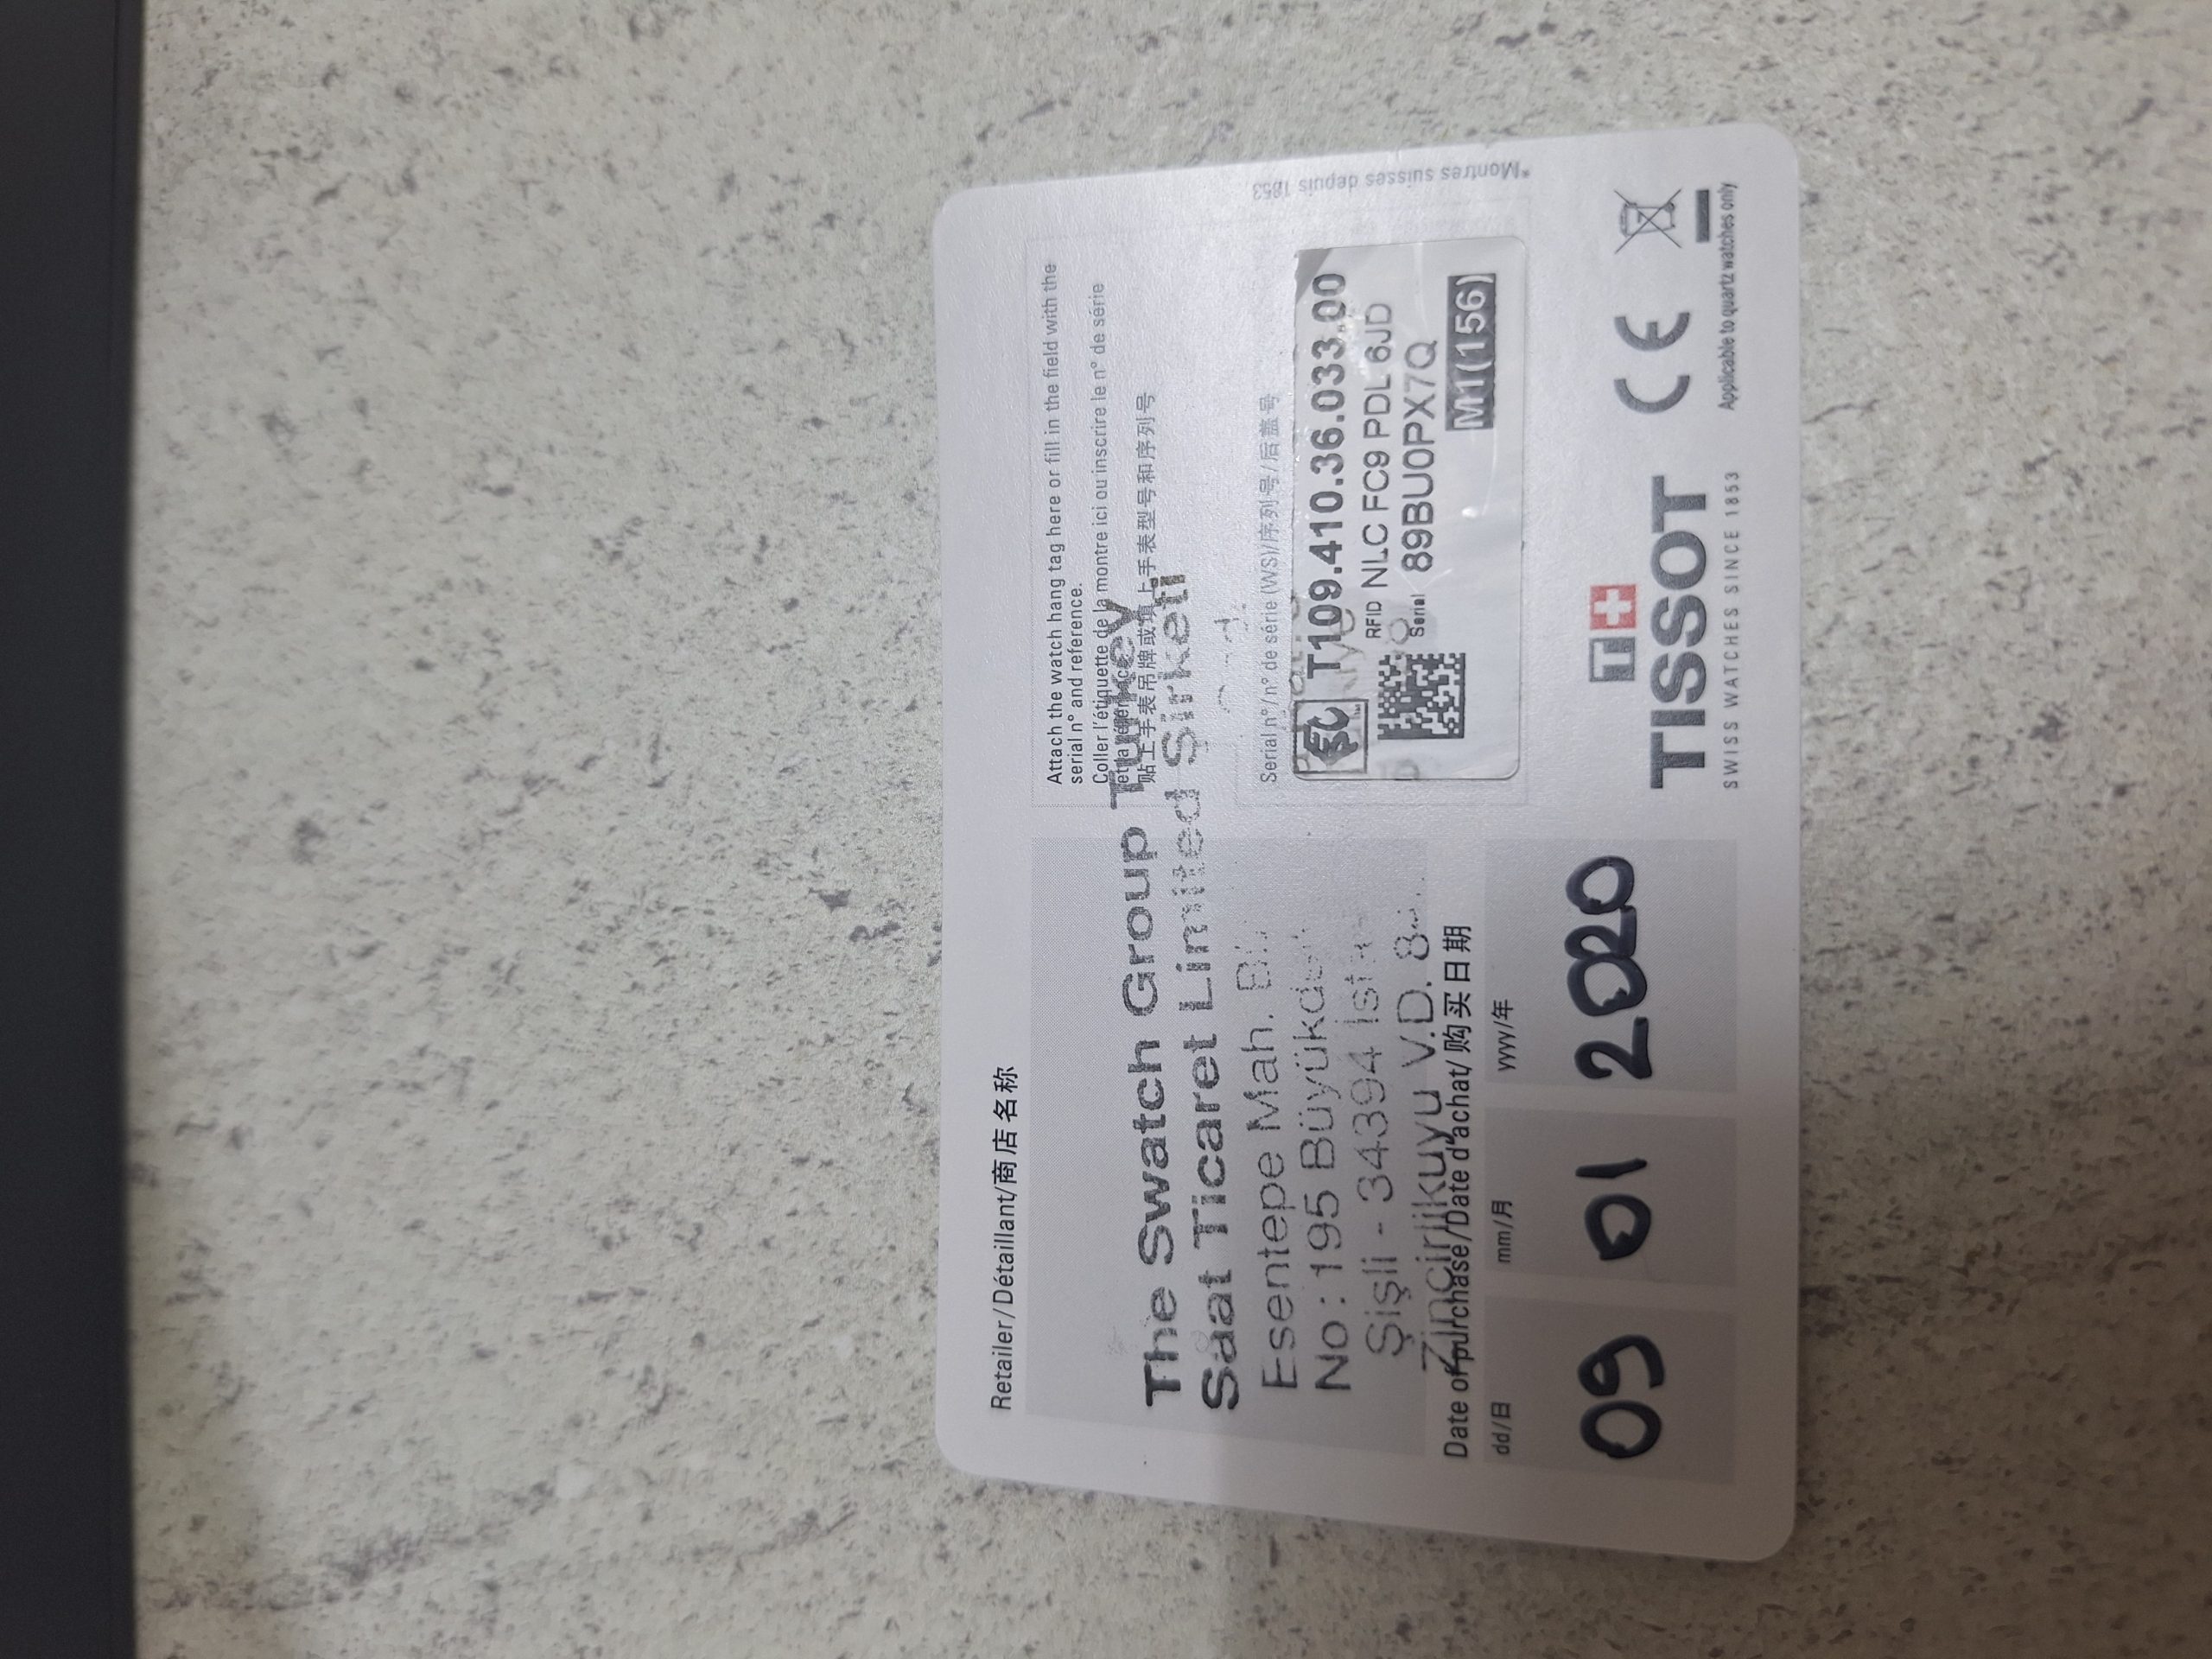 Retailer/Détaillant/商店名称
The Swatch Group Turkey
Saat Ticaret Limited Şirketi
Esentepe Mah.
No : 195
Şişli - 34394
Zincirlikuyu V.D.
Date of purchase/Date d'achat/购买日期
dd/日 mm/月 yyyy/年
09 01 2020
Attach the watch hang tag here or fill in the field with the
serial n° and reference.
Coller l'étiquette de la montre ici ou inscrire le n° de série
et la référence.
贴上手表吊牌或填上手表型号和序列号
Serial n°/n° de série (WS)/序列号/后盖号
T109.410.36.033.00
RFID NLC FC9 PDL 6JD
Serial 89BU0PX7Q
M1(156)
T+
TISSOT
SWISS WATCHES SINCE 1853
CE
Applicable to quartz watches only
*Montres suisses depuis 1853